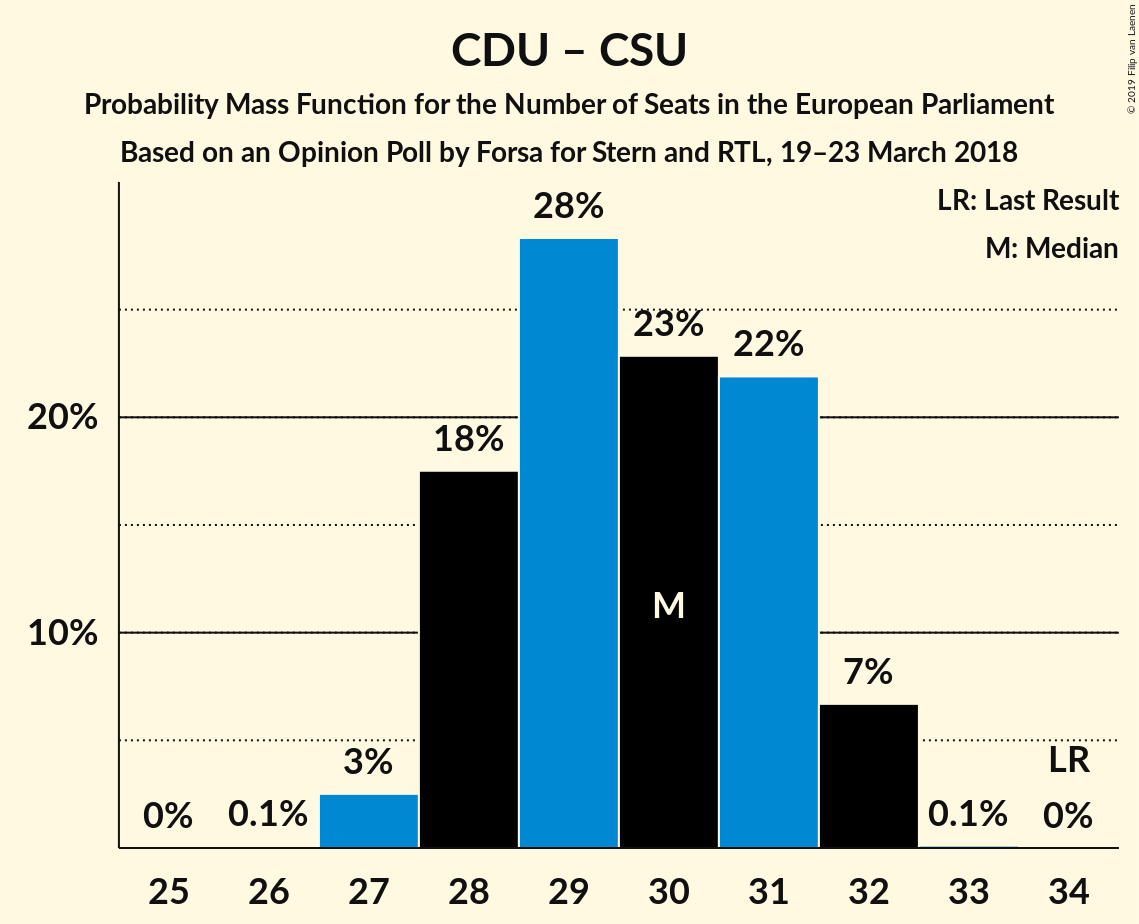 CDU – CSU
Probability Mass Function for the Number of Seats in the European Parliament
Based on an Opinion Poll by Forsa for Stern and RTL, 19–23 March 2018
© 2019 Filip van Laenen
LR: Last Result
M: Median
28%
23%
22%
20%
18%
M
10%
7%
3%
LR
0%
0.1%
0.1%
0%
25 26 27 28 29 30 31 32 33 34